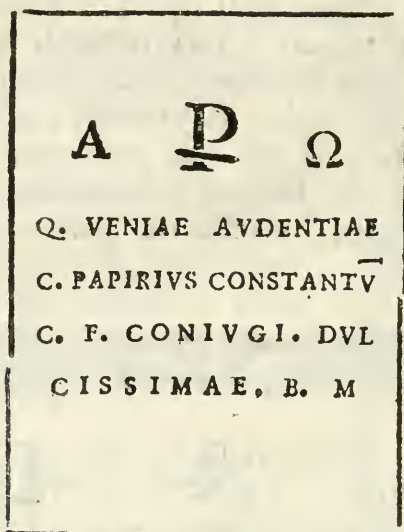 Α ⳨ Ω
Q. VENIAE AVDENTIAE
C. PAPIRIVS CONSTANTV̅
C. F. CONIVGI. DVL
CISSIMAE, B. M